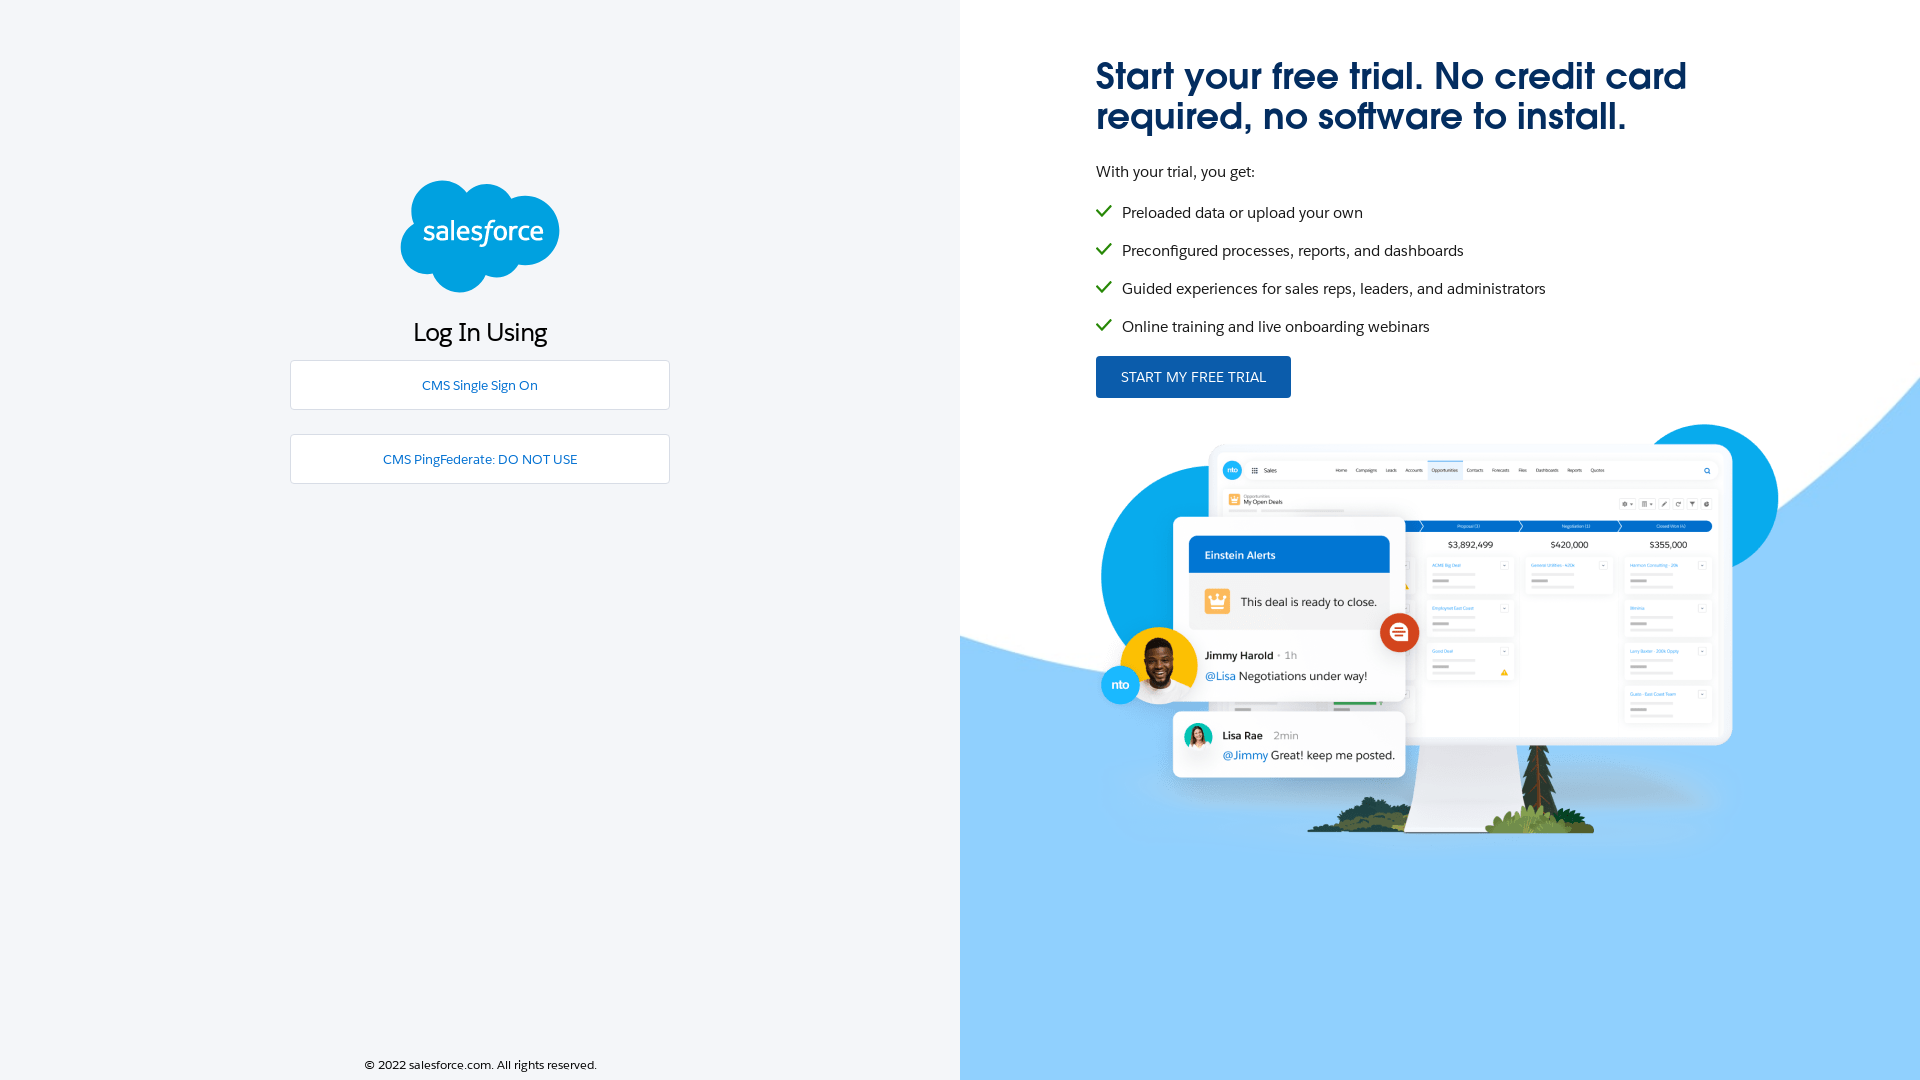 salesforce
Log In Using
CMS Single Sign On
CMS PingFederate: DO NOT USE
© 2022 salesforce.com. All rights reserved.
Start your free trial. No credit card
required, no software to install.
With your trial, you get:
Preloaded data or upload your own
Preconfigured processes, reports, and dashboards
Guided experiences for sales reps, leaders, and administrators
Online training and live onboarding webinars
START MY FREE TRIAL
nto
Sales
Home Campaigns Leads Accounts Opportunities Contacts Forecasts Files Dashboards Reports Quotes
Opportunities
My Open Deals
Proposal (3) Negotiation (1) Closed Won (4)
$3,892,499 $420,000 $355,000
Einstein Alerts
This deal is ready to close.
Jimmy Harold · 1h
@Lisa Negotiations under way!
nto
Lisa Rae 2min
@Jimmy Great! keep me posted.